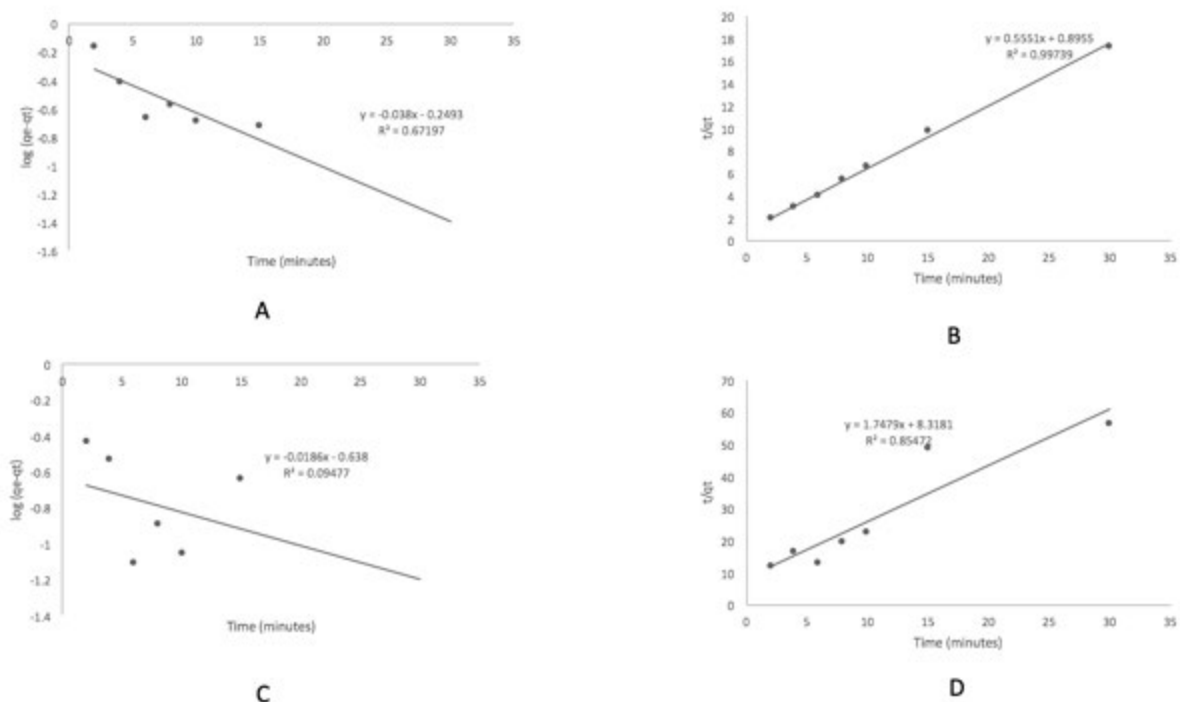 0
0 5 10 15 20 25 30 35
-0.2
-0.4
-0.6
-0.8
-1
-1.2
-1.4
-1.6
log (qe-qt)
y = -0.038x - 0.2493
R² = 0.67197
Time (minutes)
A
20
18
16
14
12
10
8
6
4
2
0
t/qt
y = 0.5551x + 0.8955
R² = 0.99739
0 5 10 15 20 25 30 35
Time (minutes)
B
0
0 5 10 15 20 25 30 35
-0.2
-0.4
-0.6
-0.8
-1
-1.2
-1.4
log (qe-qt)
y = -0.0186x - 0.638
R² = 0.09477
Time (minutes)
C
70
60
50
40
30
20
10
0
t/qt
y = 1.7479x + 8.3181
R² = 0.85472
0 5 10 15 20 25 30 35
Time (minutes)
D